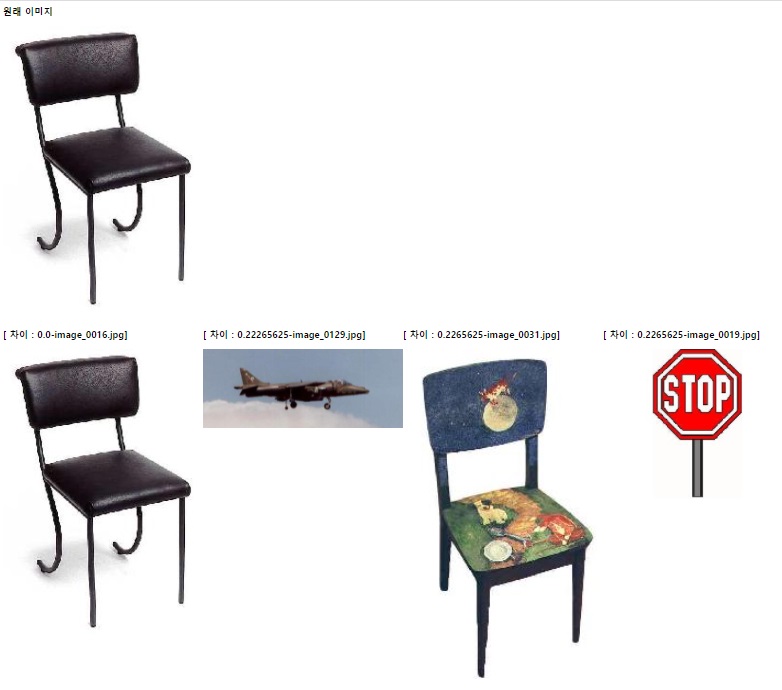 원래 이미지
[ 차이 : 0.0-image_0016.jpg]
[ 차이 : 0.22265625-image_0129.jpg]
[ 차이 : 0.2265625-image_0031.jpg]
[ 차이 : 0.2265625-image_0019.jpg]
STOP